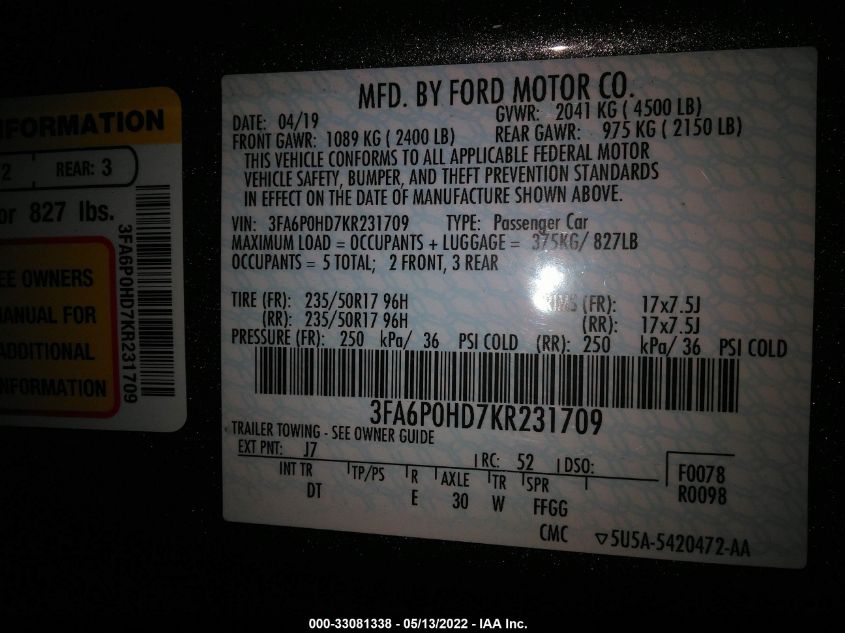 NFORMATION
2 REAR: 3
or 827 lbs.
EE OWNERS
MANUAL FOR
ADDITIONAL
INFORMATION
3FA6P0HD7KR231709
MFD. BY FORD MOTOR CO.
DATE: 04/19 GVWR: 2041 KG ( 4500 LB)
FRONT GAWR: 1089 KG ( 2400 LB) REAR GAWR: 975 KG ( 2150 LB)
THIS VEHICLE CONFORMS TO ALL APPLICABLE FEDERAL MOTOR
VEHICLE SAFETY, BUMPER, AND THEFT PREVENTION STANDARDS
IN EFFECT ON THE DATE OF MANUFACTURE SHOWN ABOVE.
VIN: 3FA6P0HD7KR231709 TYPE: Passenger Car
MAXIMUM LOAD = OCCUPANTS + LUGGAGE = 375KG/ 827LB
OCCUPANTS = 5 TOTAL; 2 FRONT, 3 REAR
TIRE (FR): 235/50R17 96H RIMS (FR): 17x7.5J
(RR): 235/50R17 96H (RR): 17x7.5J
PRESSURE (FR): 250 kPa/ 36 PSI COLD (RR): 250 kPa/ 36 PSI COLD
3FA6P0HD7KR231709
TRAILER TOWING - SEE OWNER GUIDE
EXT PNT: J7 RC: 52 DSO: F0078
INT TR TP/PS R AXLE TR SPR R0098
DT E 30 W FFGG
CMC ▽5U5A-5420472-AA
000-33081338 - 05/13/2022 - IAA Inc.